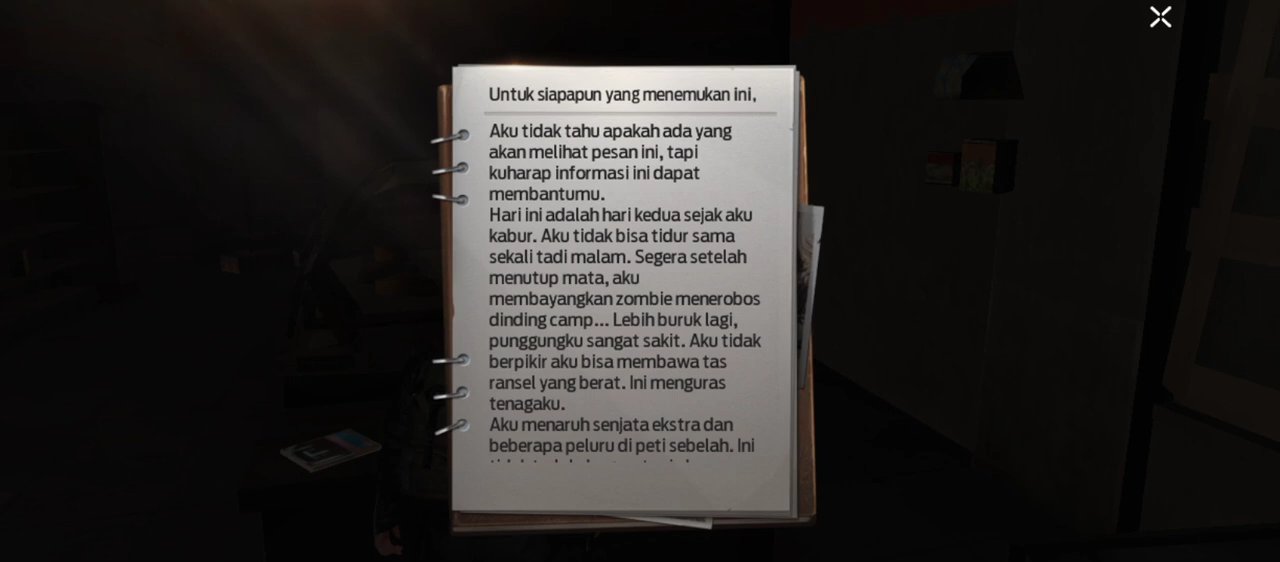 Untuk siapapun yang menemukan ini,
Aku tidak tahu apakah ada yang
akan melihat pesan ini, tapi
kuharap informasi ini dapat
membantumu.
Hari ini adalah hari kedua sejak aku
kabur. Aku tidak bisa tidur sama
sekali tadi malam. Segera setelah
menutup mata, aku
membayangkan zombie menerobos
dinding camp... Lebih buruk lagi,
punggungku sangat sakit. Aku tidak
berpikir aku bisa membawa tas
ransel yang berat. Ini menguras
tenagaku.
Aku menaruh senjata ekstra dan
beberapa peluru di peti sebelah. Ini